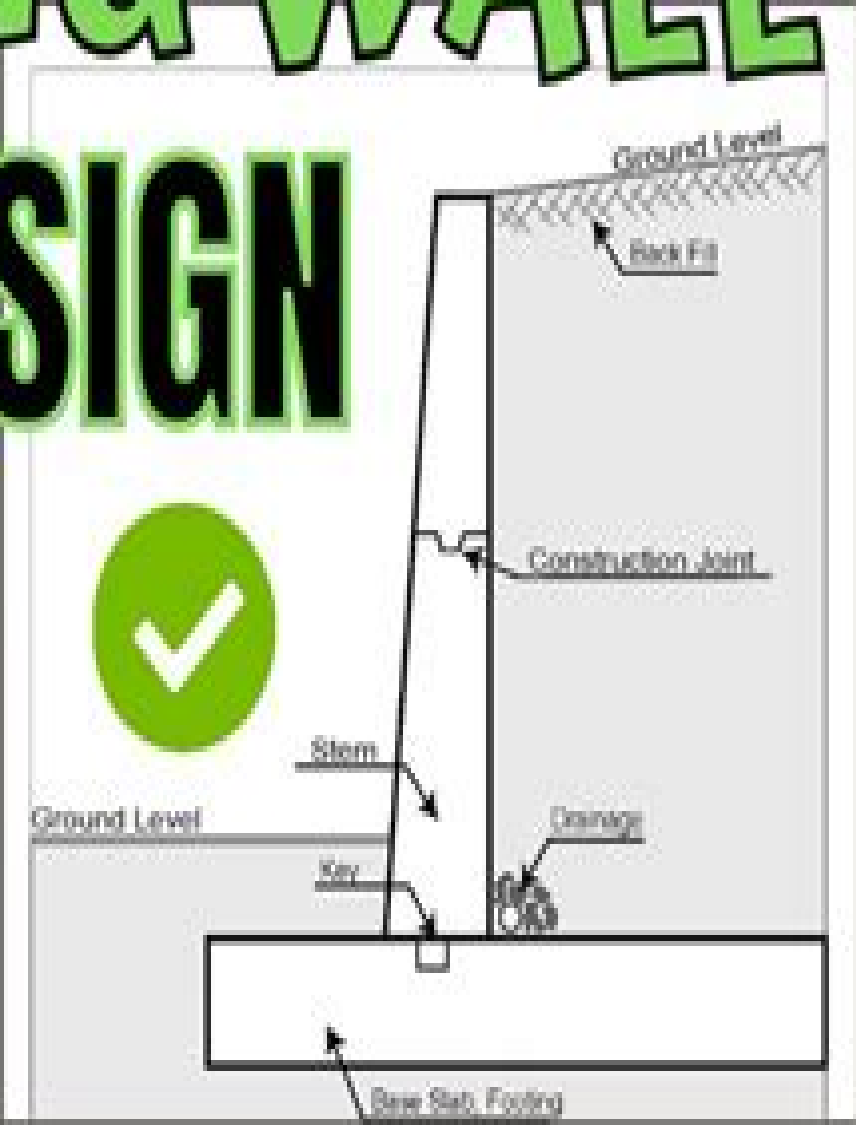 G WALL
SIGN
Ground Level
Back Fill
Construction Joint
Stem
Ground Level
Drainage
Key
Base Slab, Footing